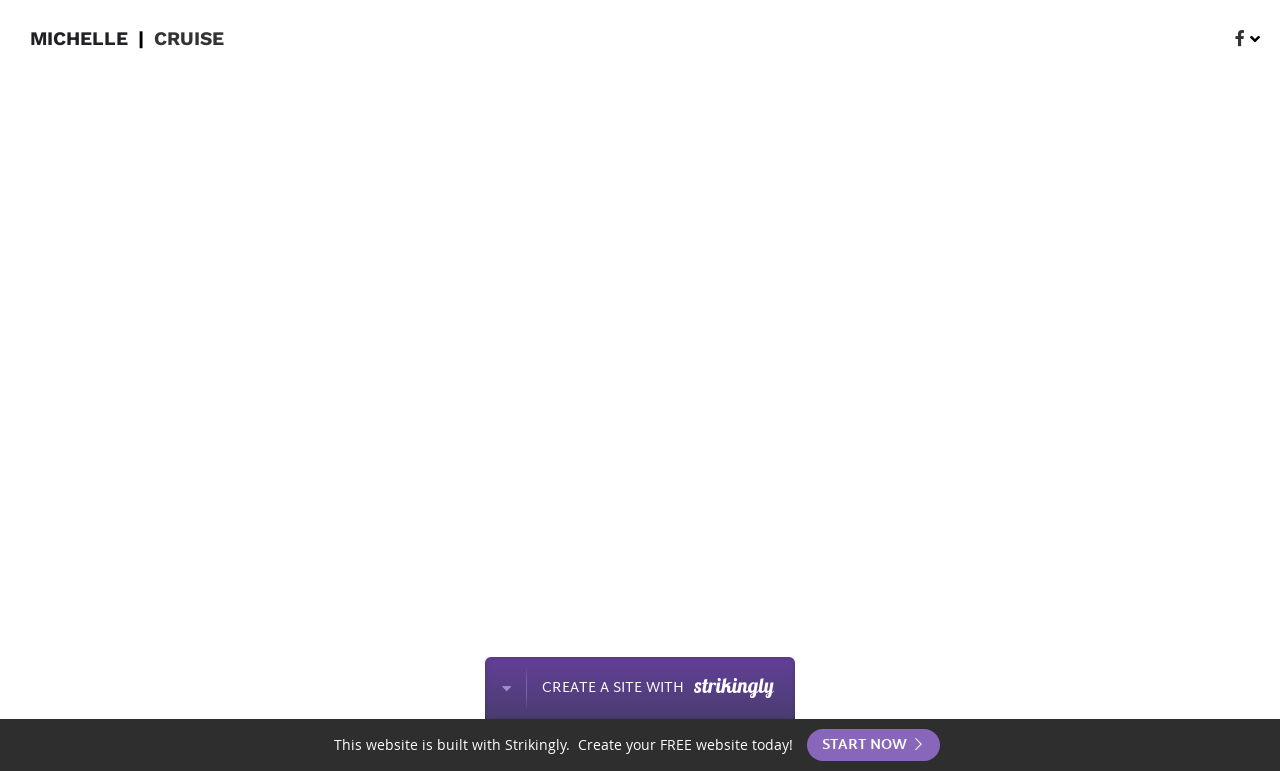 MICHELLE | CRUISE
CREATE A SITE WITH strikingly
This website is built with Strikingly. Create your FREE website today! START NOW